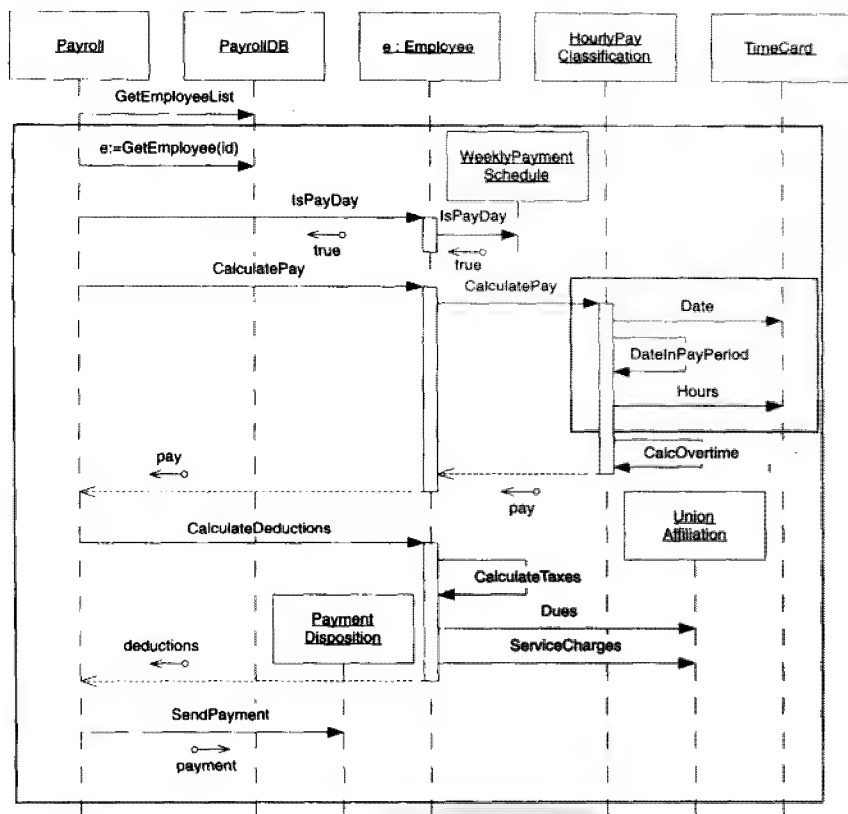 Payroll
PayrollDB
e : Employee
HourlyPay
Classification
TimeCard
GetEmployeeList
e:=GetEmployee(id)
WeeklyPayment
Schedule
IsPayDay
IsPayDay
true
true
CalculatePay
CalculatePay
Date
DateInPayPeriod
Hours
CalcOvertime
pay
pay
Union
Affiliation
CalculateDeductions
CalculateTaxes
Payment
Disposition
Dues
ServiceCharges
deductions
SendPayment
payment